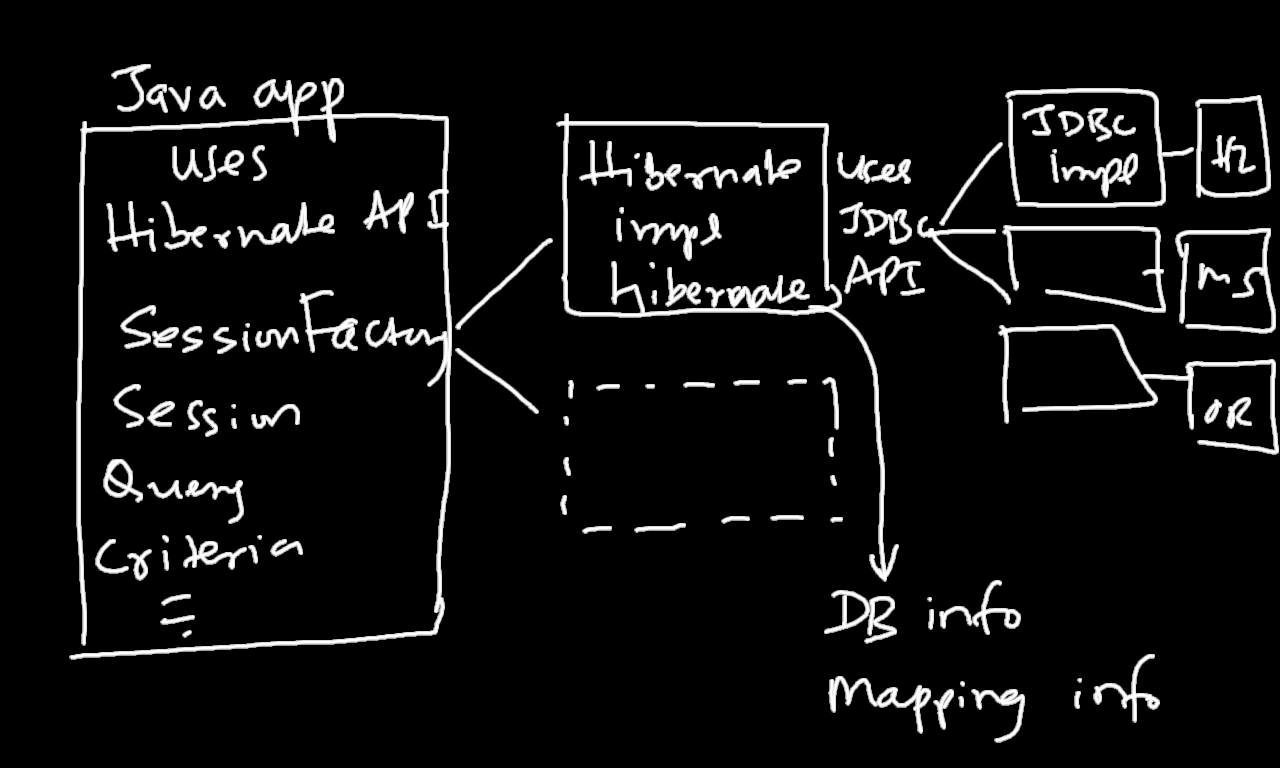 Java app
uses
Hibernate API
SessionFactory
Session
Query
Criteria
Hibernate
impl
hibernate
uses
JDBC
API
JDBC
impl
H2
MS
OR
DB info
Mapping info